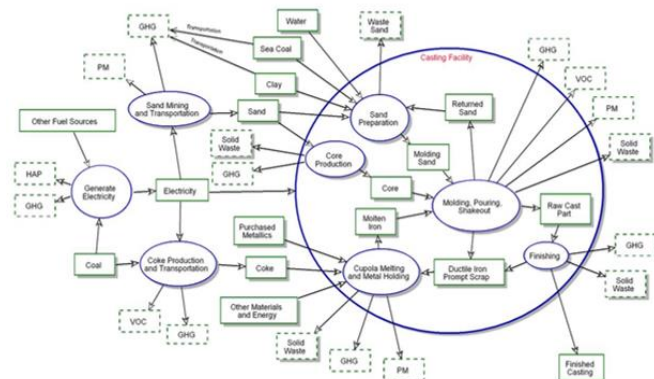 GHG
Transportation
Transportation
Water
Sea Coal
Waste
Sand
Casting Facility
GHG
VOC
PM
Clay
PM
Sand Mining
and Transportation
Sand
Sand
Preparation
Returned
Sand
Other Fuel Sources
Solid
Waste
Core
Production
Molding
Sand
Solid
Waste
HAP
GHG
GHG
Generate
Electricity
Electricity
Core
Molding, Pouring,
Shakeout
Raw Cast
Part
Purchased
Metallics
Molten
Iron
Coal
Coke Production
and Transportation
Coke
Cupola Melting
and Metal Holding
Ductile Iron
Prompt Scrap
Finishing
GHG
Solid
Waste
Other Materials
and Energy
VOC
GHG
Solid
Waste
GHG
PM
Finished
Casting